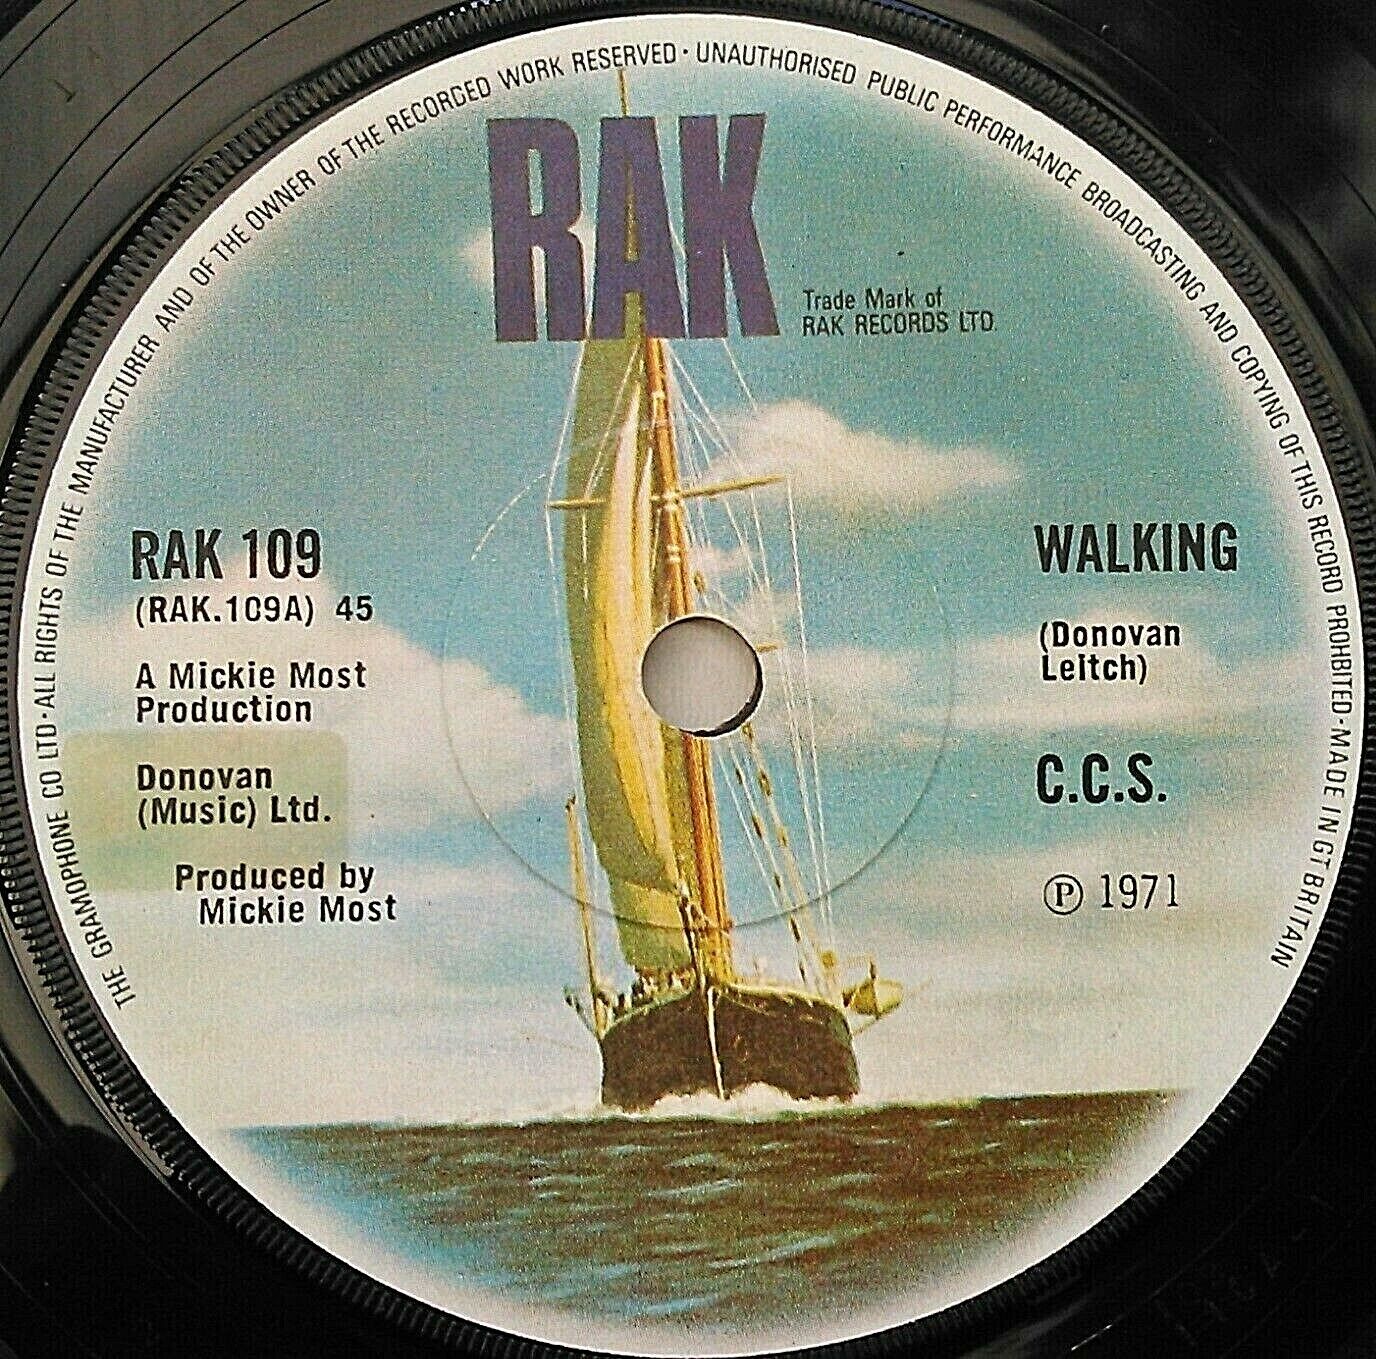 THE GRAMOPHONE CO LTD·ALL RIGHTS OF THE MANUFACTURER AND OF THE OWNER OF THE RECORDED WORK RESERVED · UNAUTHORISED PUBLIC PERFORMANCE BROADCASTING AND COPYING OF THIS RECORD PROHIBITED·MADE IN GT BRITAIN
RAK
Trade Mark of
RAK RECORDS LTD.
RAK 109
(RAK.109A) 45
A Mickie Most
Production
Donovan
(Music) Ltd.
Produced by
Mickie Most
WALKING
(Donovan
Leitch)
C.C.S.
Ⓟ 1971